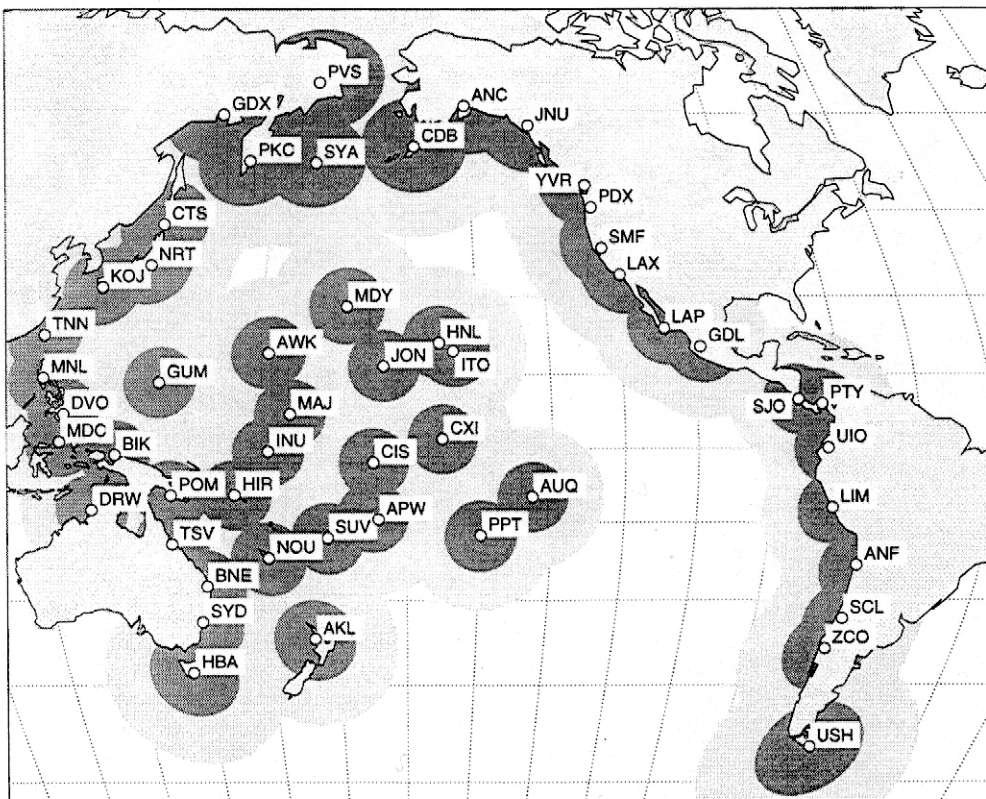 PVS
ANC
GDX
JNU
CDB
PKC
SYA
YVR
PDX
CTS
SMF
NRT
LAX
KOJ
MDY
LAP
TNN
HNL
GDL
AWK
JON
ITO
MNL
GUM
SJO
PTY
DVO
MAJ
MDC
CXI
BIK
INU
UIO
CIS
POM
HIR
AUQ
DRW
LIM
APW
TSV
SUV
PPT
NOU
ANF
BNE
SCL
SYD
AKL
ZCO
HBA
USH